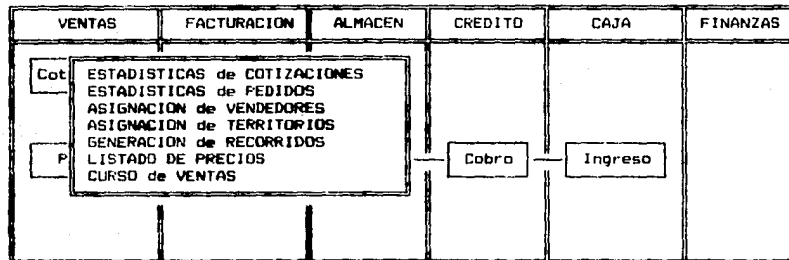 VENTAS FACTURACION ALMACEN CREDITO CAJA FINANZAS
Cot
ESTADISTICAS de COTIZACIONES
ESTADISTICAS de PEDIDOS
ASIGNACION de VENDEDORES
ASIGNACION de TERRITORIOS
GENERACION de RECORRIDOS
P
LISTADO DE PRECIOS
CURSO de VENTAS
Cobro Ingreso